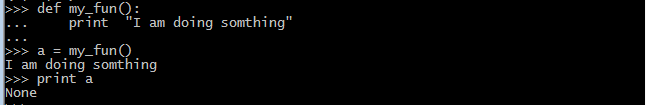 >>> def my_fun():
...     print  "I am doing somthing"
...
>>> a = my_fun()
I am doing somthing
>>> print a
None